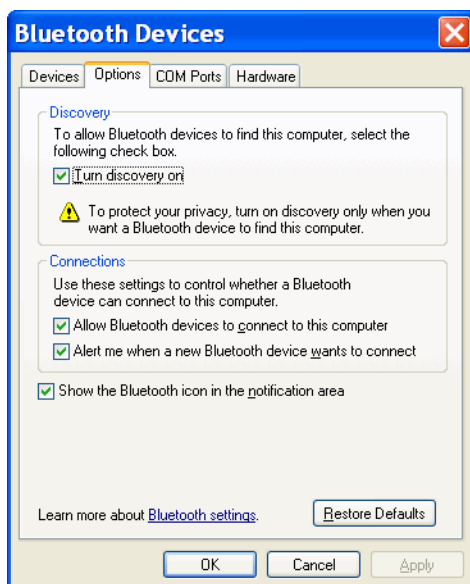 Bluetooth Devices
Devices Options COM Ports Hardware
Discovery
To allow Bluetooth devices to find this computer, select the
following check box.
Turn discovery on
To protect your privacy, turn on discovery only when you
want a Bluetooth device to find this computer.
Connections
Use these settings to control whether a Bluetooth
device can connect to this computer.
Allow Bluetooth devices to connect to this computer
Alert me when a new Bluetooth device wants to connect
Show the Bluetooth icon in the notification area
Learn more about Bluetooth settings. Restore Defaults
OK Cancel Apply